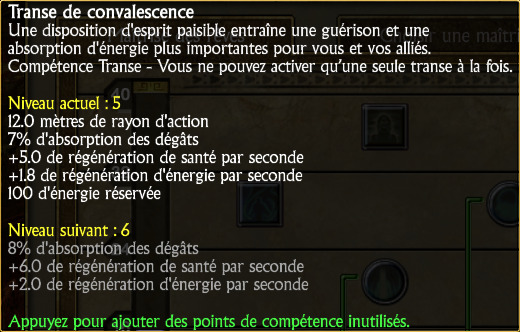 Transe de convalescence
Une disposition d'esprit paisible entraîne une guérison et une
absorption d'énergie plus importantes pour vous et vos alliés.
Compétence Transe - Vous ne pouvez activer qu'une seule transe à la fois.
Niveau actuel : 5
12.0 mètres de rayon d'action
7% d'absorption des dégâts
+5.0 de régénération de santé par seconde
+1.8 de régénération d'énergie par seconde
100 d'énergie réservée
Niveau suivant : 6
8% d'absorption des dégâts
+6.0 de régénération de santé par seconde
+2.0 de régénération d'énergie par seconde
Appuyez pour ajouter des points de compétence inutilisés.
40